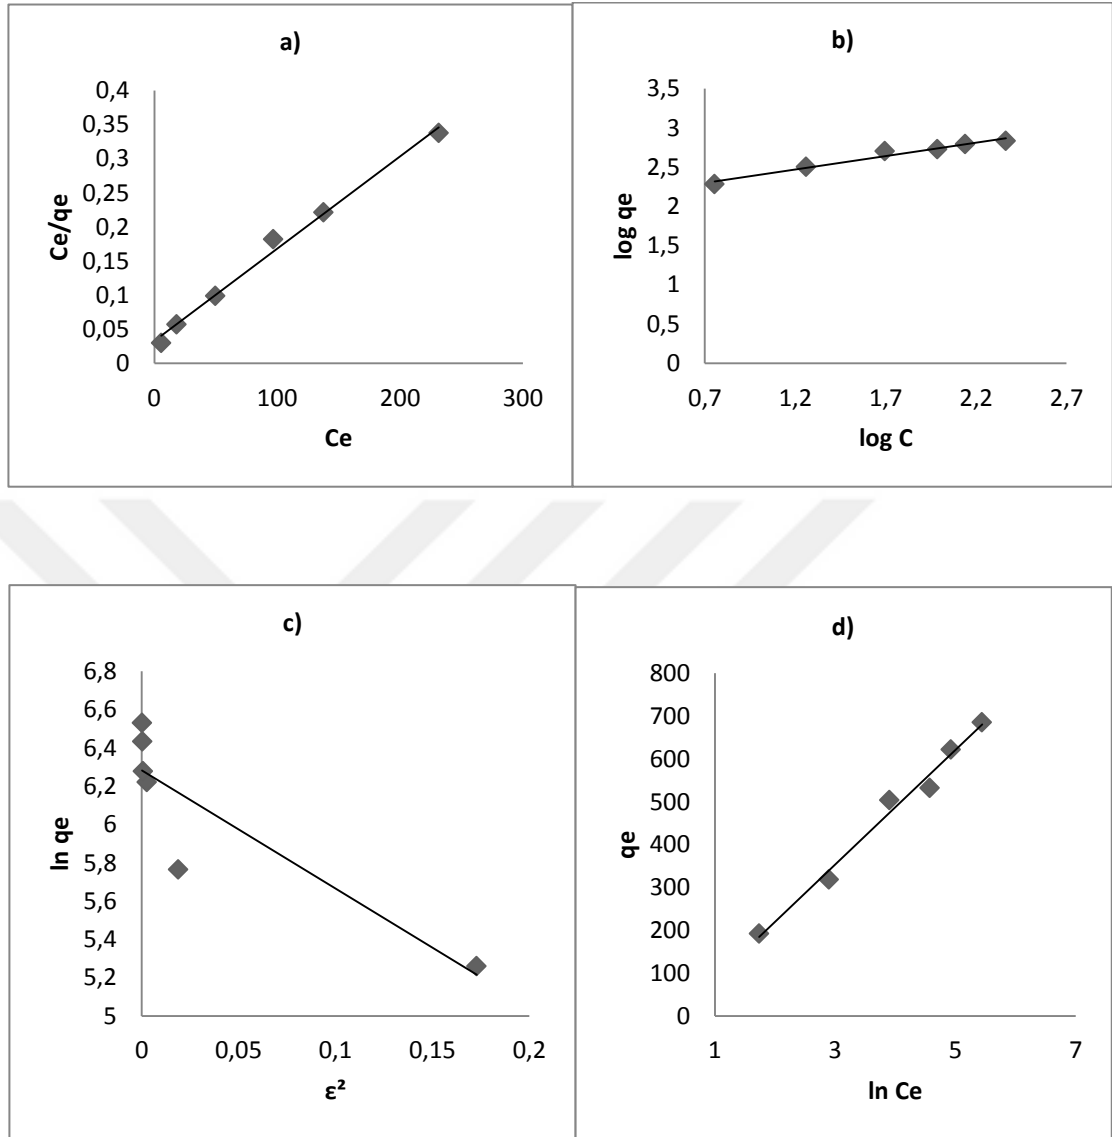 a)
0,4
0,35
0,3
0,25
0,2
0,15
0,1
0,05
0
Ce/qe
0 100 200 300
Ce
b)
3,5
3
2,5
2
1,5
1
0,5
0
log qe
0,7 1,2 1,7 2,2 2,7
log C
c)
6,8
6,6
6,4
6,2
6
5,8
5,6
5,4
5,2
5
ln qe
0 0,05 0,1 0,15 0,2
ε²
d)
800
700
600
500
400
300
200
100
0
qe
1 3 5 7
ln Ce